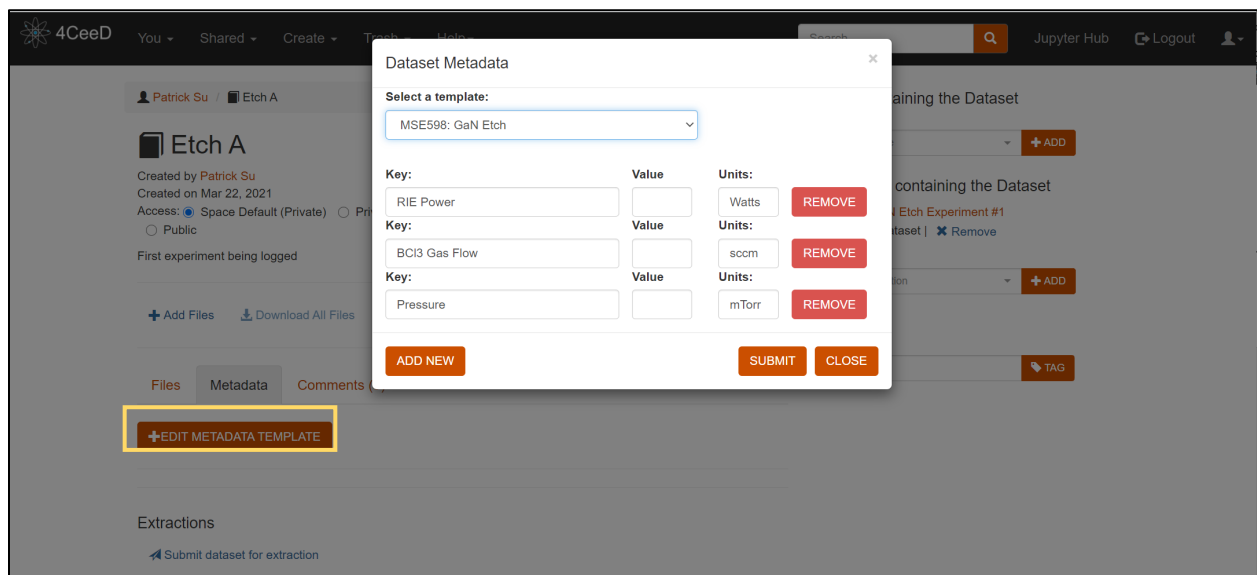 4CeeD You Shared Create Trash Help Search Jupyter Hub Logout
Patrick Su / Etch A
Etch A
Created by Patrick Su
Created on Mar 22, 2021
Access: Space Default (Private)
Public
First experiment being logged
+ Add Files Download All Files
Files Metadata Comments
+EDIT METADATA TEMPLATE
Extractions
Submit dataset for extraction
Dataset Metadata ×
Select a template:
MSE598: GaN Etch
Key: Value Units:
RIE Power Watts REMOVE
Key: Value Units:
BCl3 Gas Flow sccm REMOVE
Key: Value Units:
Pressure mTorr REMOVE
ADD NEW SUBMIT CLOSE
the Dataset
+ ADD
containing the Dataset
Etch Experiment #1
| Remove
+ ADD
TAG